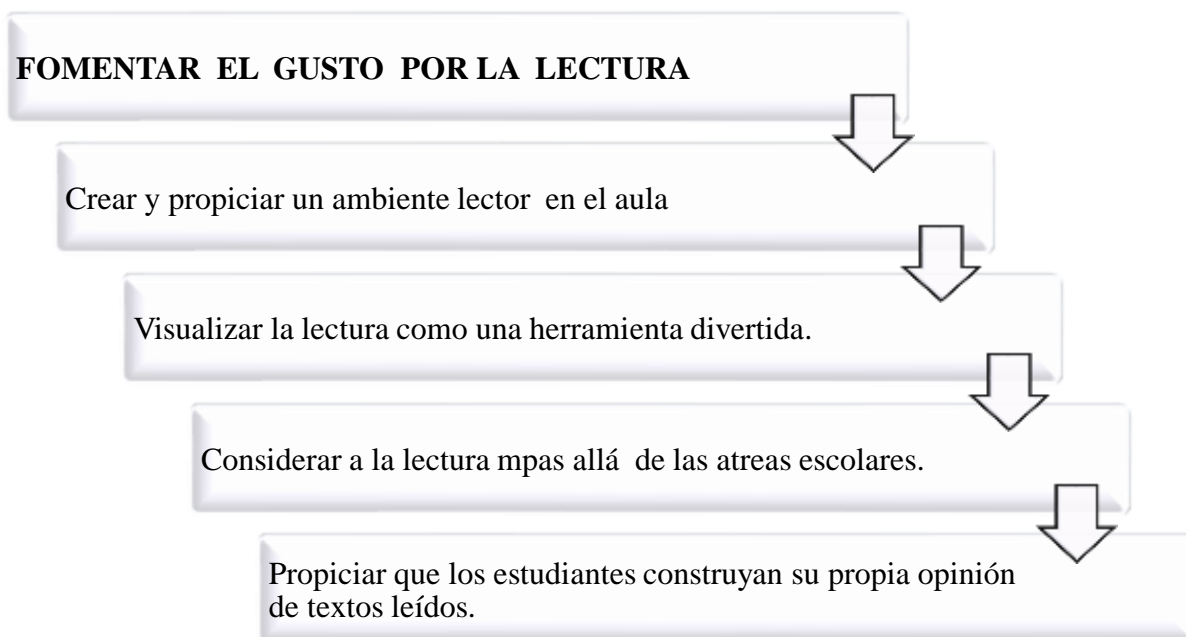 FOMENTAR EL GUSTO POR LA LECTURA
Crear y propiciar un ambiente lector en el aula
Visualizar la lectura como una herramienta divertida.
Considerar a la lectura mpas allá de las atreas escolares.
Propiciar que los estudiantes construyan su propia opinión
de textos leídos.